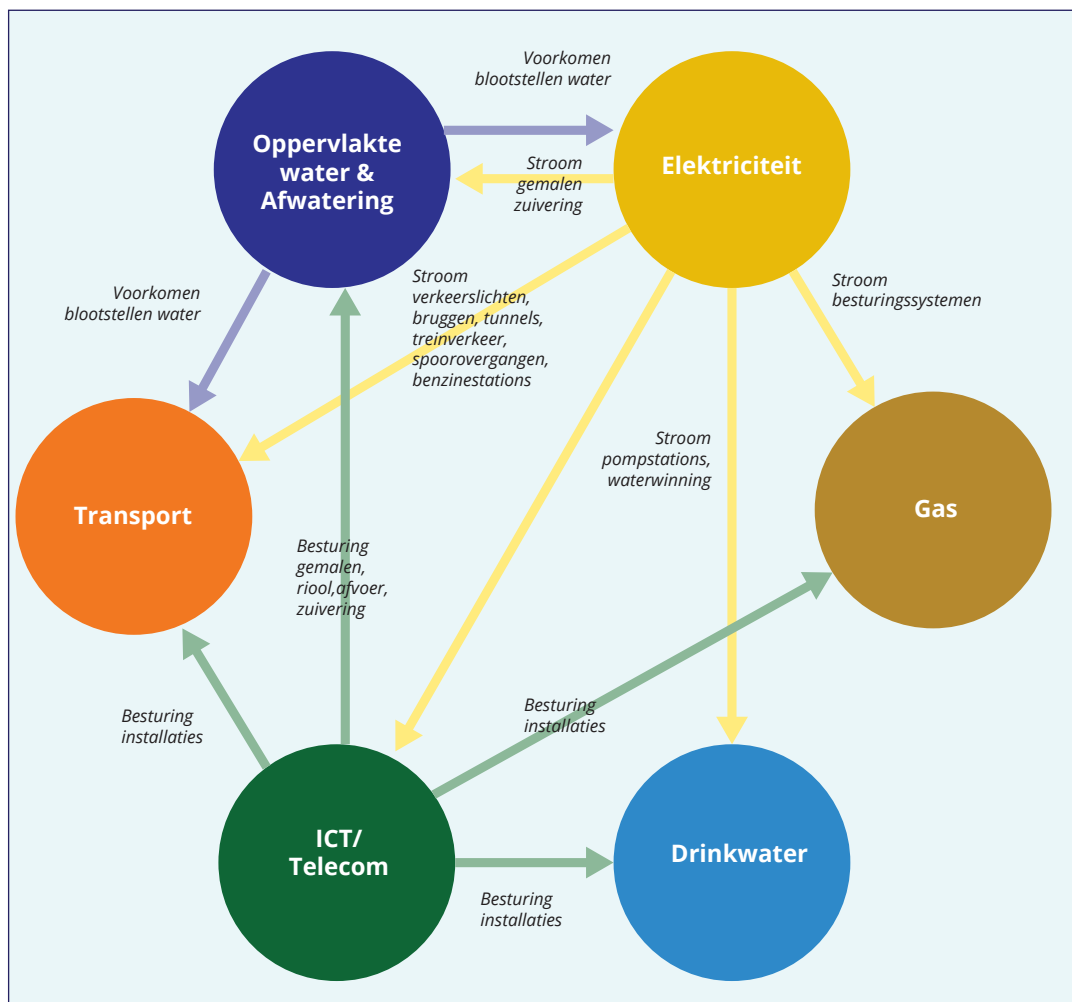 Voorkomen
blootstellen water
Oppervlakte
water &
Afwatering
Elektriciteit
Stroom
gemalen
zuivering
Voorkomen
blootstellen water
Stroom
verkeerslichten,
bruggen, tunnels,
treinverkeer,
spoorovergangen,
benzinestations
Stroom
besturingssystemen
Stroom
pompstations,
waterwinning
Transport
Gas
Besturing
gemalen,
riool,afvoer,
zuivering
Besturing
installaties
Besturing
installaties
ICT/
Telecom
Drinkwater
Besturing
installaties